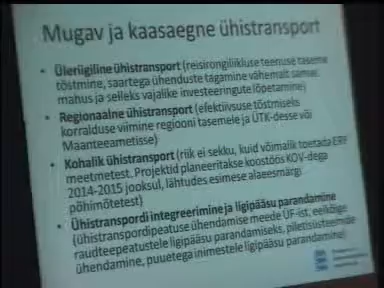 Mugav ja kaasaegne ühistransport
• Üleriigiline ühistransport (reisirongiliikluse teenuse taseme
tõstmine, saartega ühenduste tagamine vähemalt samas
mahus ja selleks vajalike investeeringute lõpetamine)
• Regionaalne ühistransport (efektiivsuse tõstmiseks
korralduse viimine regiooni tasemele ja ÜTK-desse või
Maanteeametisse)
• Kohalik ühistransport (riik ei sekku, kuid võimalik toetada ERF
meetmetest. Projektid planeeritakse koostöös KOV-dega
2014-2015 jooksul, lähtudes esimese alaeesmärgi
põhimõtetest)
• Ühistranspordi integreerimine ja ligipääsu parandamine
(ühistranspordipeatuse ühendamise meede ÜF-ist, eelkõige
raudteepeatustele ligipääsu parandamiseks, piletisüsteemide
ühendamine, puuetega inimestele ligipääsu parandamine)